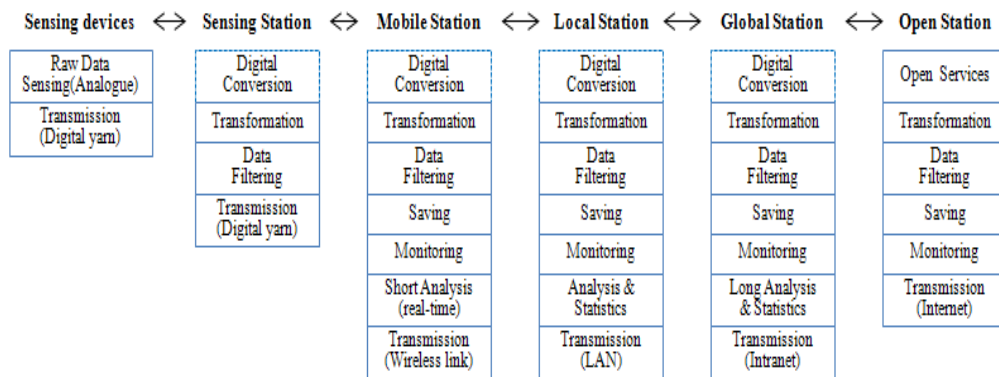 Sensing devices
Sensing Station
Mobile Station
Local Station
Global Station
Open Station
Raw Data
Sensing(Analogue)
Transmission
(Digital yarn)
Digital
Conversion
Transformation
Data
Filtering
Transmission
(Digital yarn)
Digital
Conversion
Transformation
Data
Filtering
Saving
Monitoring
Short Analysis
(real-time)
Transmission
(Wireless link)
Digital
Conversion
Transformation
Data
Filtering
Saving
Monitoring
Analysis &
Statistics
Transmission
(LAN)
Digital
Conversion
Transformation
Data
Filtering
Saving
Monitoring
Long Analysis
& Statistics
Transmission
(Intranet)
Open Services
Transformation
Data
Filtering
Saving
Monitoring
Transmission
(Internet)